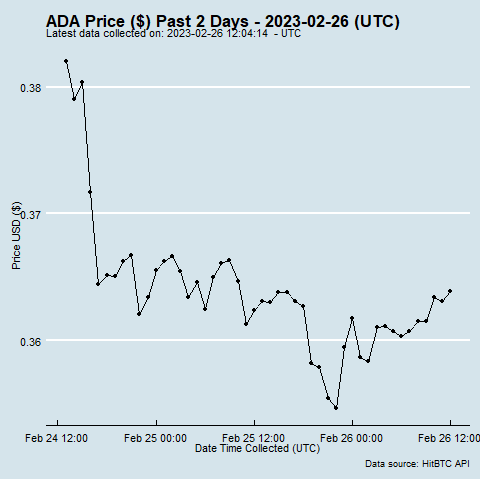 ADA Price ($) Past 2 Days - 2023-02-26 (UTC)
Latest data collected on: 2023-02-26 12:04:14 - UTC
0.38
0.37
0.36
Price USD ($)
Feb 24 12:00
Feb 25 00:00
Feb 25 12:00
Feb 26 00:00
Feb 26 12:00
Date Time Collected (UTC)
Data source: HitBTC API